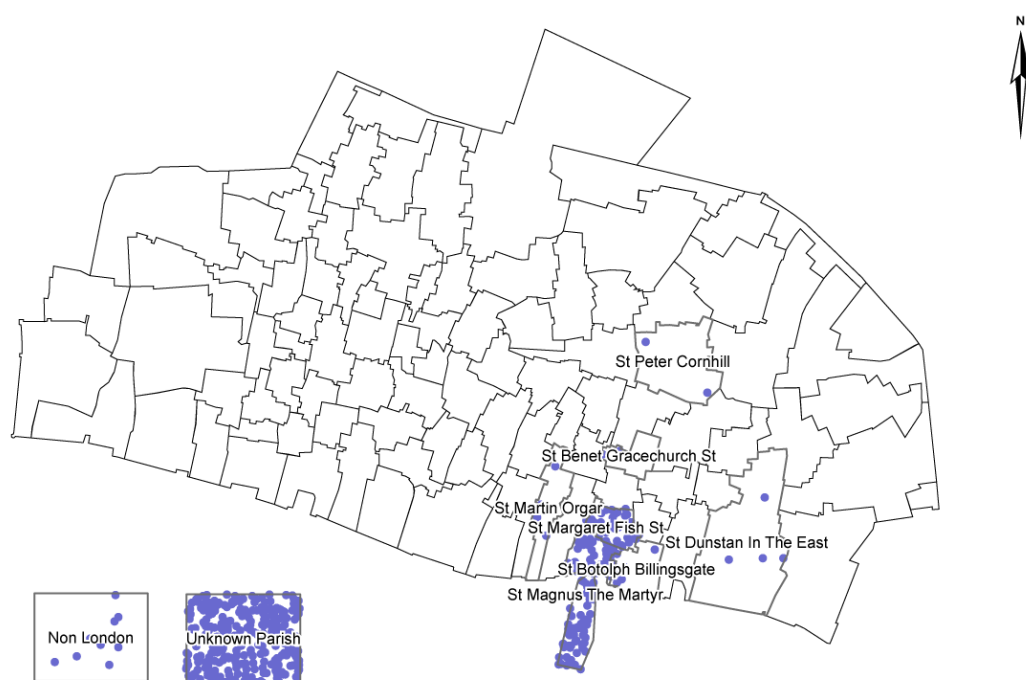 N
St Peter Cornhill
St Benet Gracechurch St
St Martin Orgar
St Margaret Fish St
St Dunstan In The East
St Botolph Billingsgate
St Magnus The Martyr
Non London
Unknown Parish